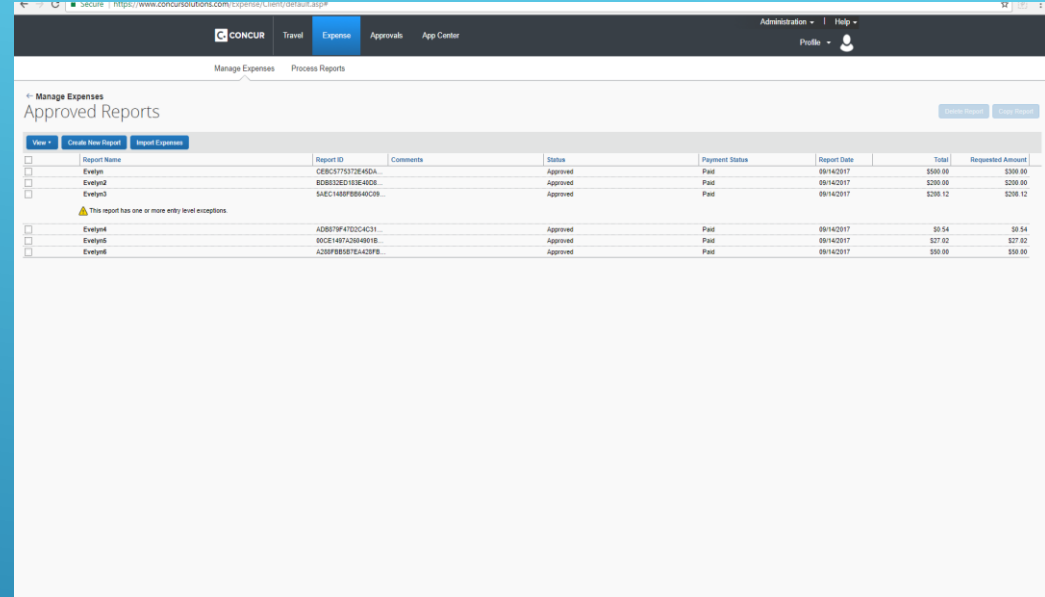 Secure | https://www.concursolutions.com/Expense/Client/default.asp#
Administration | Help
C. CONCUR Travel Expense Approvals App Center
Profile
Manage Expenses Process Reports
← Manage Expenses
Approved Reports
Delete Report Copy Report
View Create New Report Import Expenses
Report Name Report ID Comments Status Payment Status Report Date Total Requested Amount
Evelyn CEBC5775372E45DA... Approved Paid 09/14/2017 $500.00 $300.00
Evelyn2 BDB832ED183E40D8... Approved Paid 09/14/2017 $200.00 $200.00
Evelyn3 5AEC1488FBB640C09... Approved Paid 09/14/2017 $208.12 $208.12
This report has one or more entry level exceptions.
Evelyn4 ADB879F47D2C4C31... Approved Paid 09/14/2017 $0.54 $0.54
Evelyn5 00CE1497A2604901B... Approved Paid 09/14/2017 $27.02 $27.02
Evelyn6 A268FBB5B7EA428FB... Approved Paid 09/14/2017 $50.00 $50.00